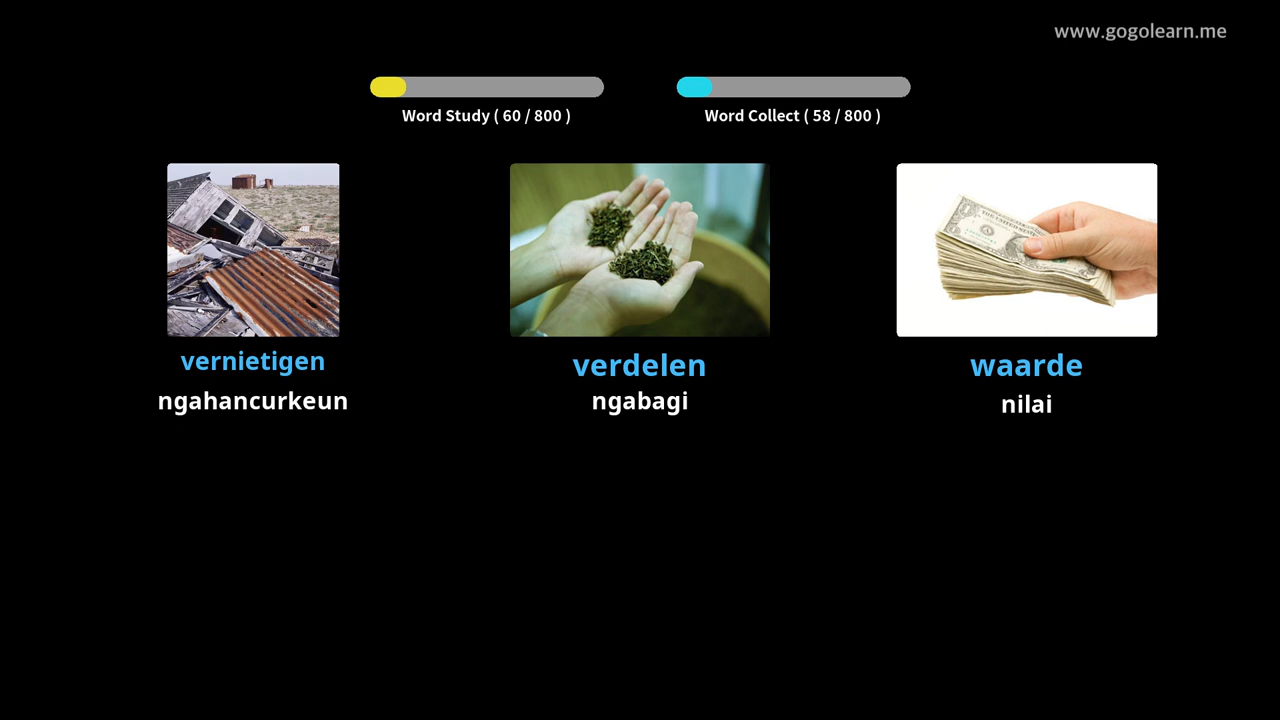 www.gogolearn.me
Word Study ( 60 / 800 )
Word Collect ( 58 / 800 )
vernietigen
ngahancurkeun
verdelen
ngabagi
waarde
nilai